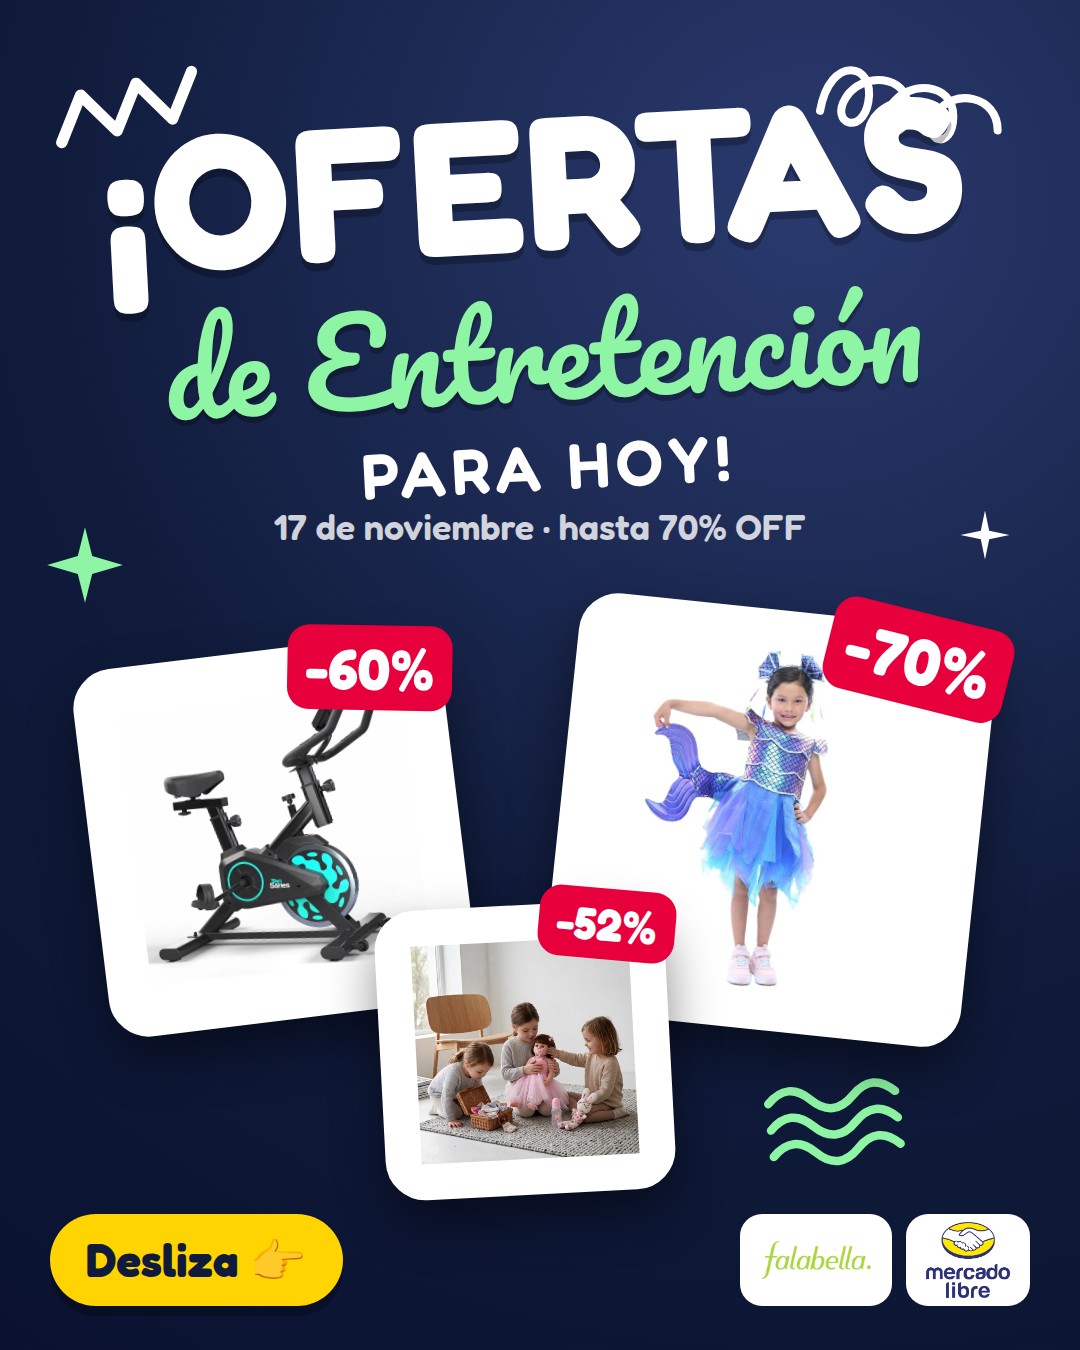 ¡OFERTAS
de Entretención
PARA HOY!
17 de noviembre · hasta 70% OFF
-60%
-70%
-52%
Desliza 👉
falabella.
mercado
libre